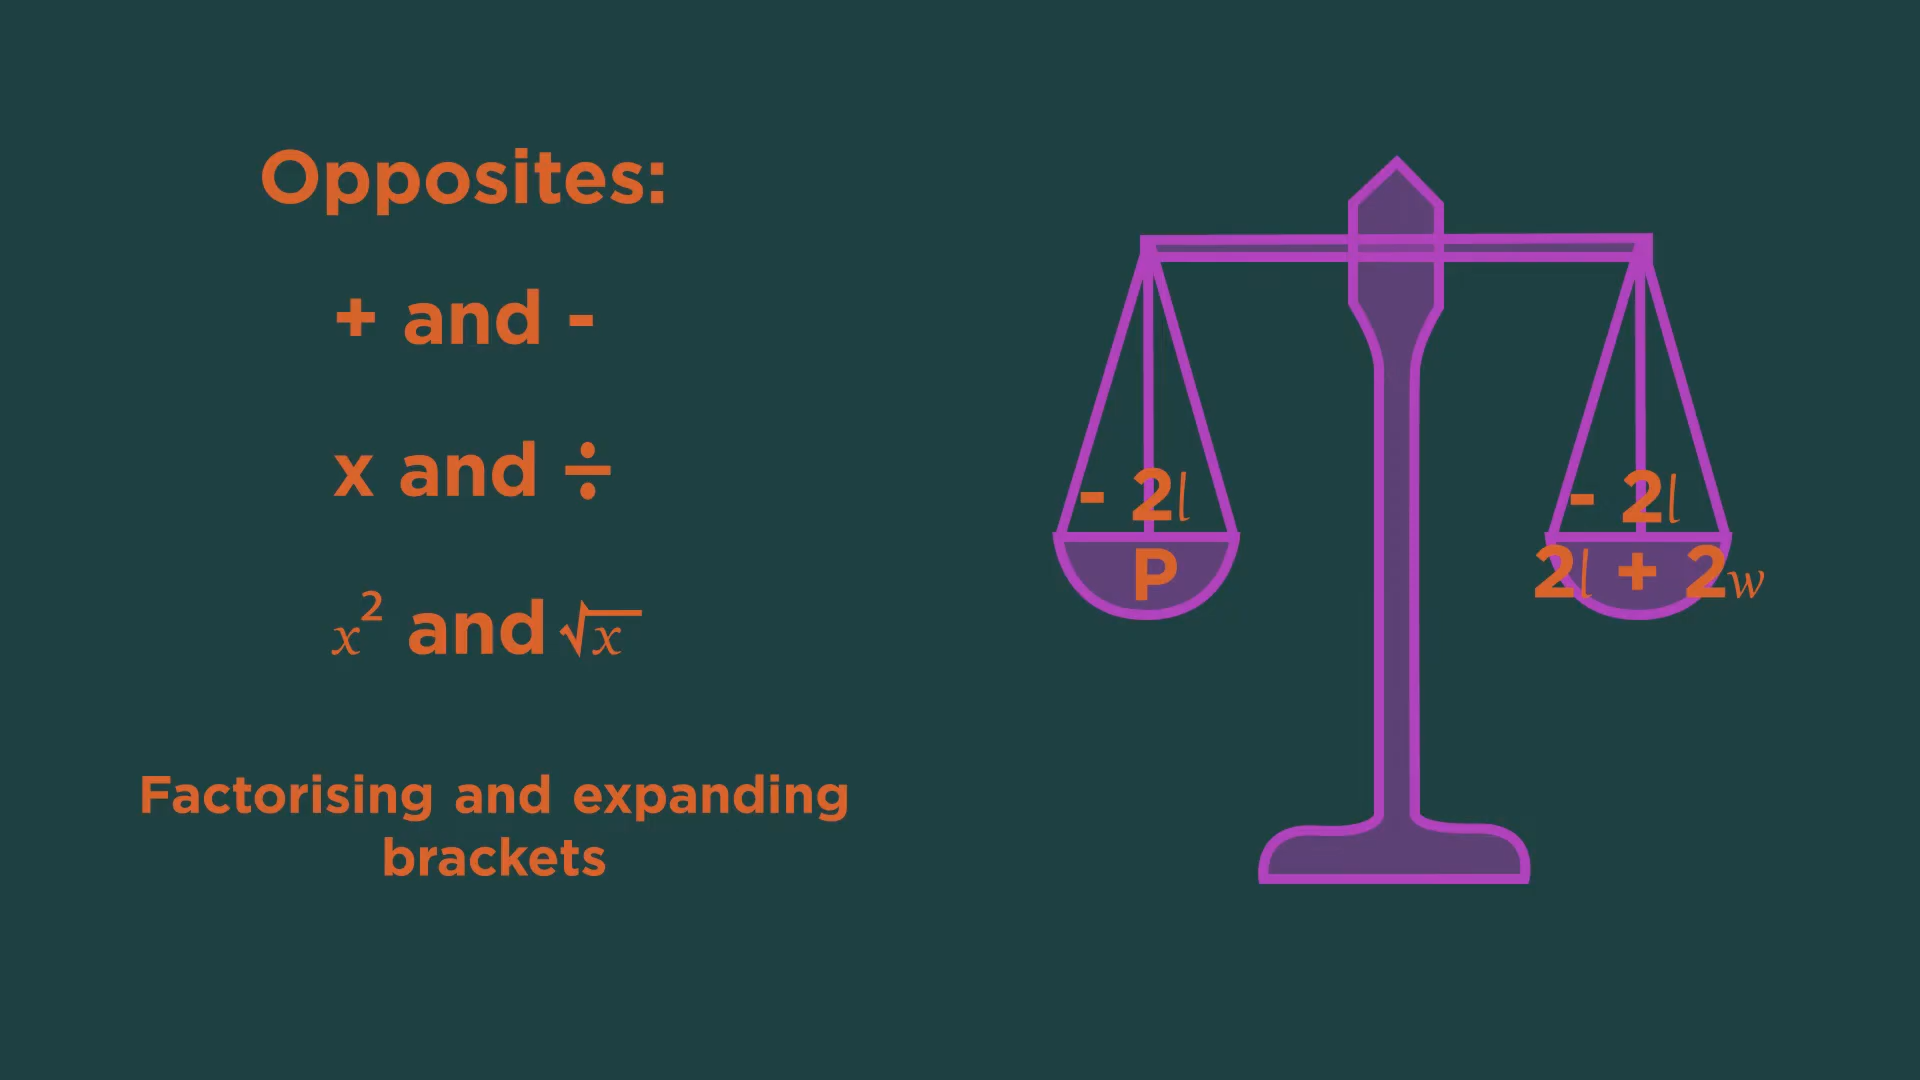 Opposites:
+ and -
x and ÷
x² and √x
Factorising and expanding
brackets
- 2l
P
- 2l
2l + 2w